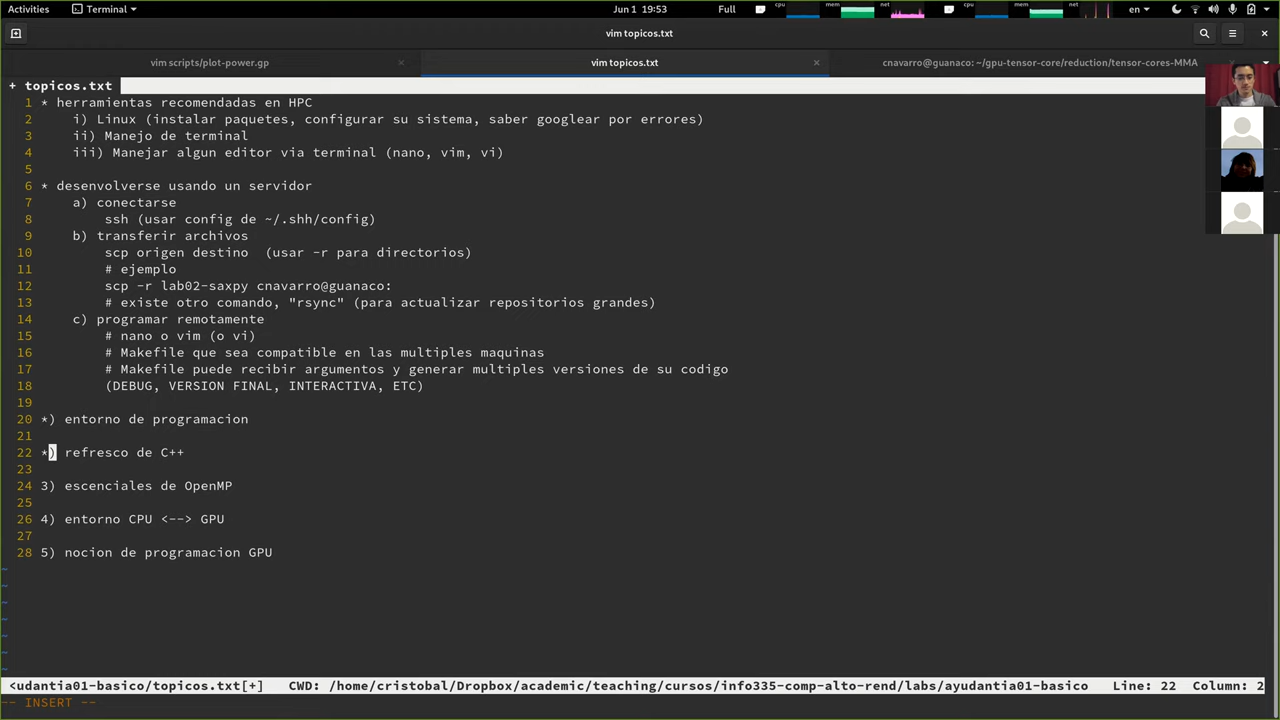 Activities Terminal Jun 1 19:53 Full cpu mem net cpu mem net en
vim topicos.txt
vim scripts/plot-power.gp × vim topicos.txt × cnavarro@guanaco: ~/gpu-tensor-core/reduction/tensor-cores-MMA
+ topicos.txt
1 * herramientas recomendadas en HPC
2 i) Linux (instalar paquetes, configurar su sistema, saber googlear por errores)
3 ii) Manejo de terminal
4 iii) Manejar algun editor via terminal (nano, vim, vi)
5
6 * desenvolverse usando un servidor
7 a) conectarse
8 ssh (usar config de ~/.shh/config)
9 b) transferir archivos
10 scp origen destino (usar -r para directorios)
11 # ejemplo
12 scp -r lab02-saxpy cnavarro@guanaco:
13 # existe otro comando, "rsync" (para actualizar repositorios grandes)
14 c) programar remotamente
15 # nano o vim (o vi)
16 # Makefile que sea compatible en las multiples maquinas
17 # Makefile puede recibir argumentos y generar multiples versiones de su codigo
18 (DEBUG, VERSION FINAL, INTERACTIVA, ETC)
19
20 *) entorno de programacion
21
22 *) refresco de C++
23
24 3) escenciales de OpenMP
25
26 4) entorno CPU <--> GPU
27
28 5) nocion de programacion GPU
~
~
~
~
~
~
~
<udantia01-basico/topicos.txt[+] CWD: /home/cristobal/Dropbox/academic/teaching/cursos/info335-comp-alto-rend/labs/ayudantia01-basico Line: 22 Column: 2
-- INSERT --